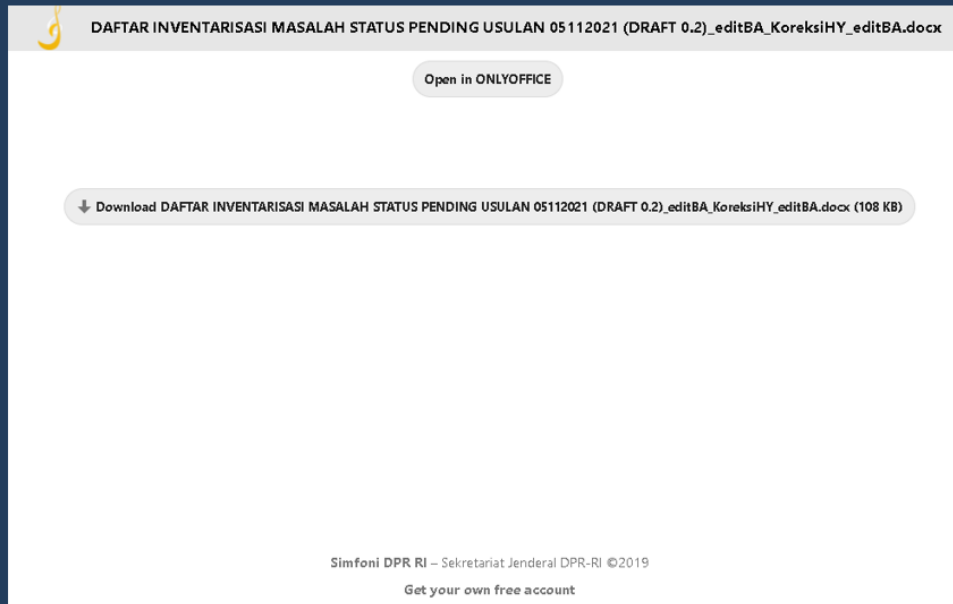 DAFTAR INVENTARISASI MASALAH STATUS PENDING USULAN 05112021 (DRAFT 0.2)_editBA_KoreksiHY_editBA.docx
Open in ONLYOFFICE
Download DAFTAR INVENTARISASI MASALAH STATUS PENDING USULAN 05112021 (DRAFT 0.2)_editBA_KoreksiHY_editBA.docx (108 KB)
Simfoni DPR RI – Sekretariat Jenderal DPR-RI ©2019
Get your own free account